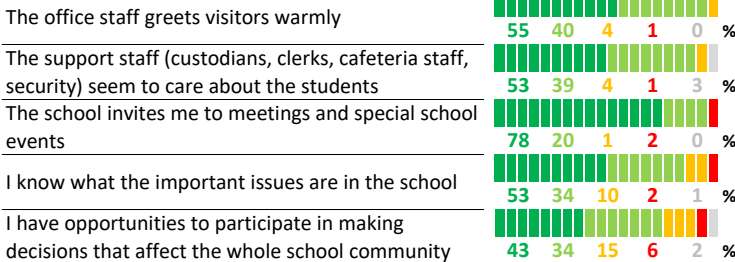 The office staff greets visitors warmly
55 40 4 1 0 %
The support staff (custodians, clerks, cafeteria staff,
security) seem to care about the students
53 39 4 1 3 %
The school invites me to meetings and special school
events
78 20 1 2 0 %
I know what the important issues are in the school
53 34 10 2 1 %
I have opportunities to participate in making
decisions that affect the whole school community
43 34 15 6 2 %